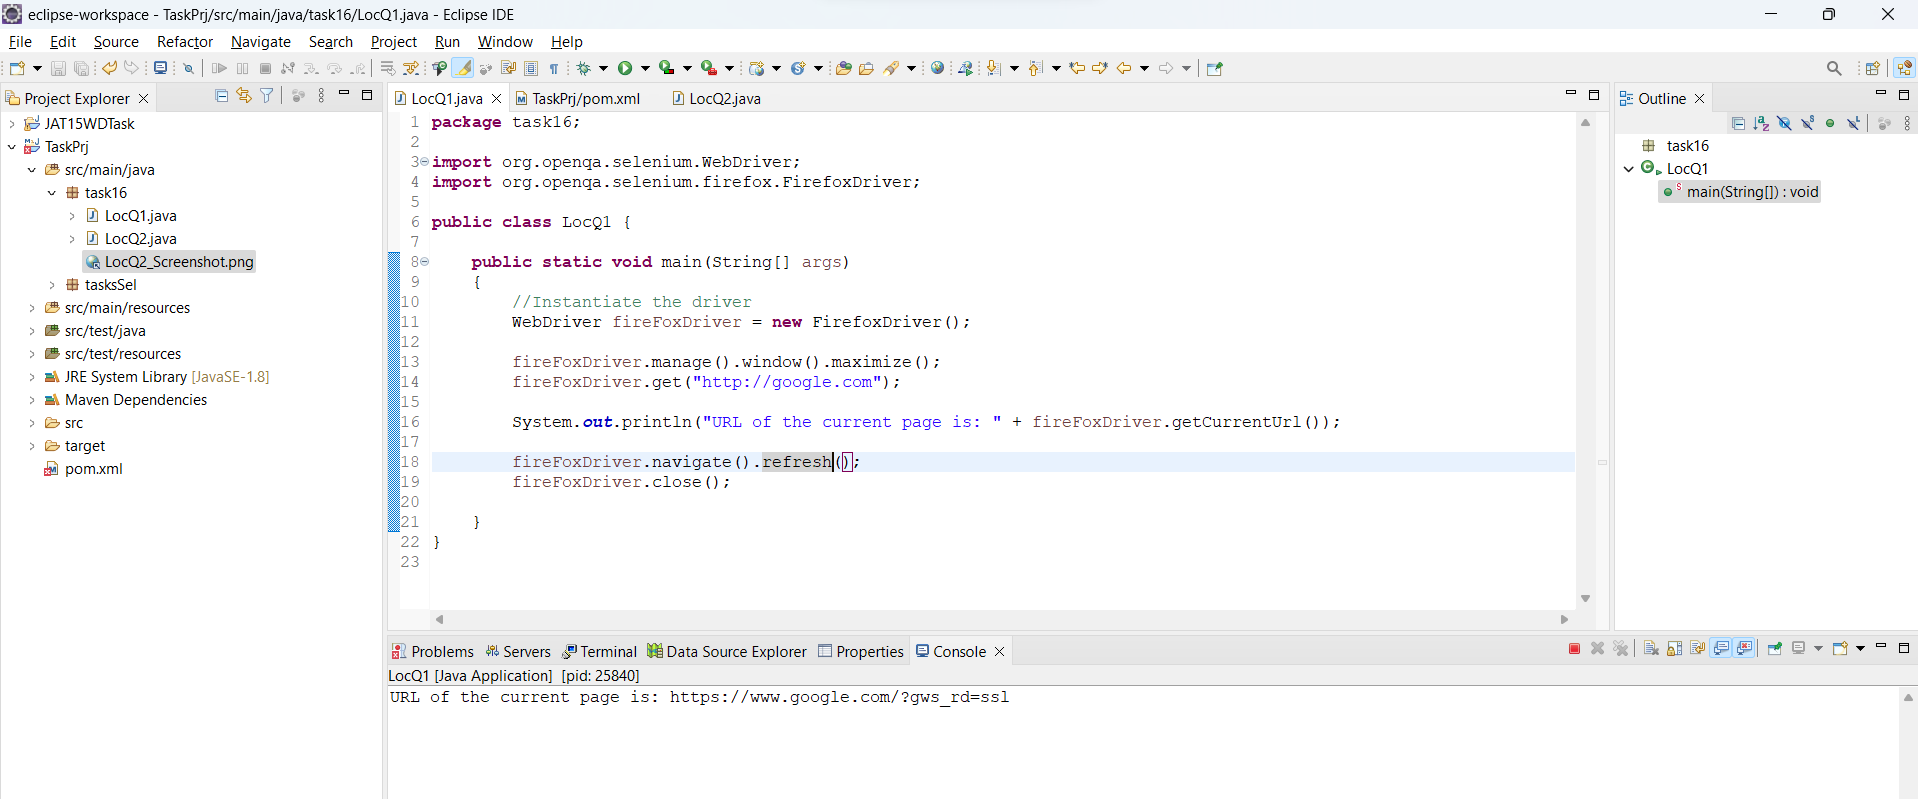 eclipse-workspace - TaskPrj/src/main/java/task16/LocQ1.java - Eclipse IDE
File Edit Source Refactor Navigate Search Project Run Window Help
Project Explorer
JAT15WDTask
TaskPrj
src/main/java
task16
LocQ1.java
LocQ2.java
LocQ2_Screenshot.png
tasksSel
src/main/resources
src/test/java
src/test/resources
JRE System Library [JavaSE-1.8]
Maven Dependencies
src
target
pom.xml
LocQ1.java TaskPrj/pom.xml LocQ2.java
1 package task16;
2
3 import org.openqa.selenium.WebDriver;
4 import org.openqa.selenium.firefox.FirefoxDriver;
5
6 public class LocQ1 {
7
8 public static void main(String[] args)
9 {
10 //Instantiate the driver
11 WebDriver fireFoxDriver = new FirefoxDriver();
12
13 fireFoxDriver.manage().window().maximize();
14 fireFoxDriver.get("http://google.com");
15
16 System.out.println("URL of the current page is: " + fireFoxDriver.getCurrentUrl());
17
18 fireFoxDriver.navigate().refresh();
19 fireFoxDriver.close();
20
21 }
22 }
23
Outline
task16
LocQ1
main(String[]) : void
Problems Servers Terminal Data Source Explorer Properties Console
LocQ1 [Java Application] [pid: 25840]
URL of the current page is: https://www.google.com/?gws_rd=ssl